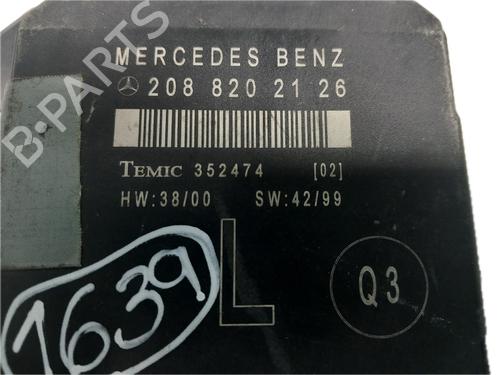 MERCEDES BENZ
208 820 21 26
TEMIC 352474 [02]
HW:38/00 SW:42/99
L
Q3
1639
B-PARTS